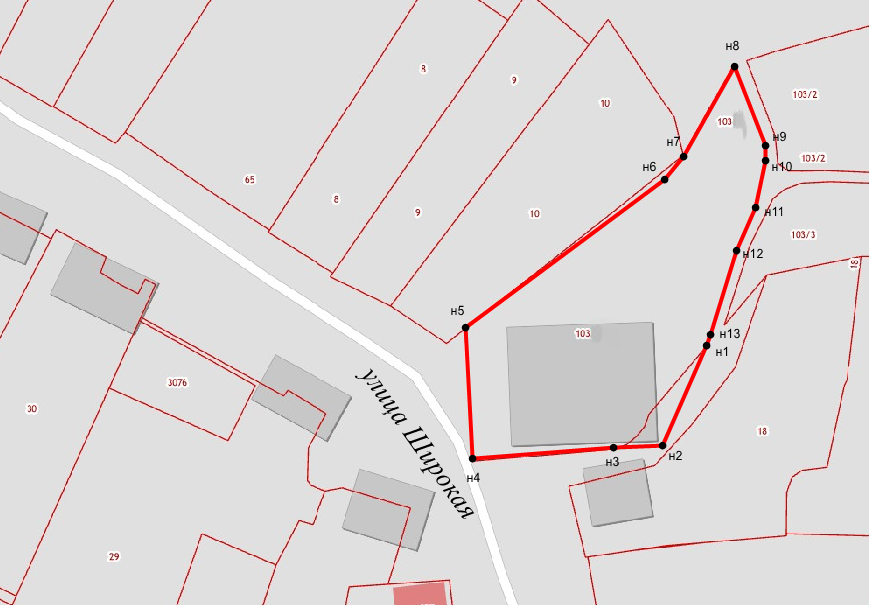 н8
8
9
103/2
10
103
н9
н7
103/2
н6
н10
65
8
9
10
н11
103/3
н12
18
н5
103
н13
н1
3076
30
улица Широкая
18
н2
н3
н4
29